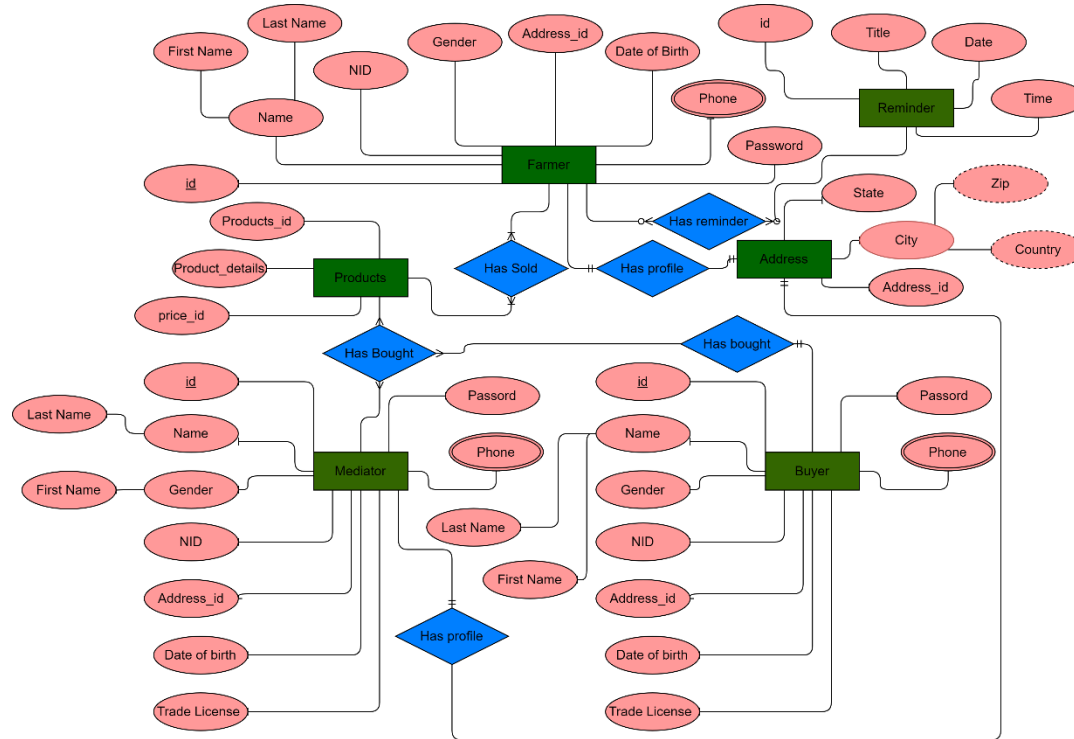 Last Name
id
Title
Address_id
Gender
Date
First Name
Date of Birth
NID
Phone
Time
Reminder
Name
Password
Farmer
id
Zip
State
Products_id
Has reminder
City
Country
Product_details
Has Sold
Has profile
Address
Products
Address_id
price_id
Has Bought
Has bought
id
id
Passord
Passord
Last Name
Name
Name
Phone
Phone
Mediator
Buyer
First Name
Gender
Gender
Last Name
NID
NID
First Name
Address_id
Address_id
Has profile
Date of birth
Date of birth
Trade License
Trade License